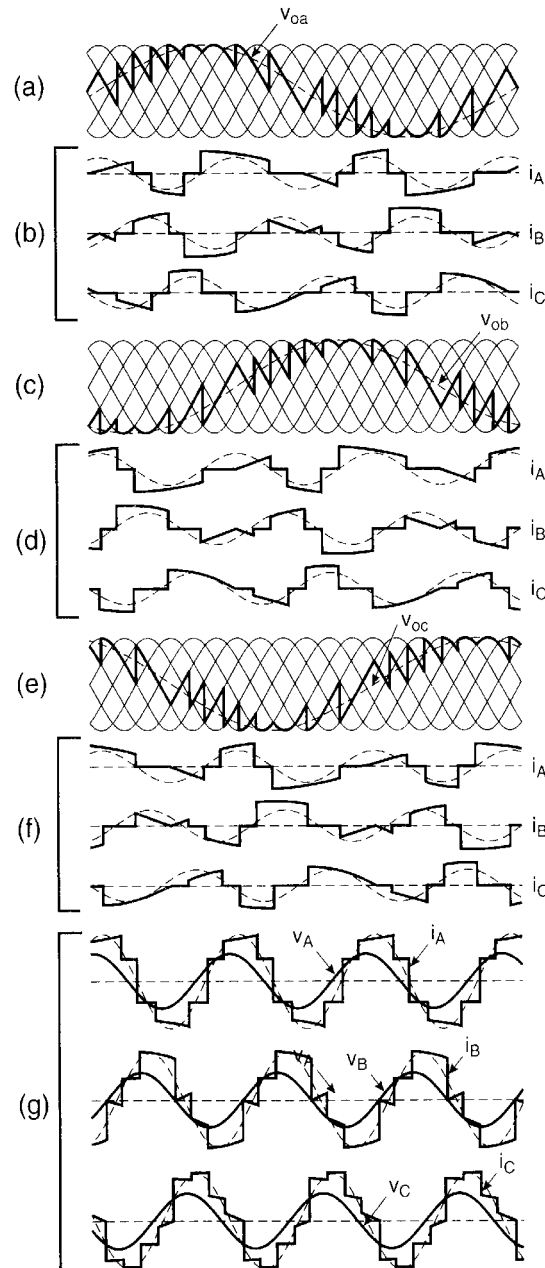 v_oa
(a)
i_A
(b)
i_B
i_C
(c)
v_ob
i_A
(d)
i_B
i_C
(e)
v_oc
i_A
(f)
i_B
i_C
(g)
v_A
i_A
v_B
i_B
v_C
i_C